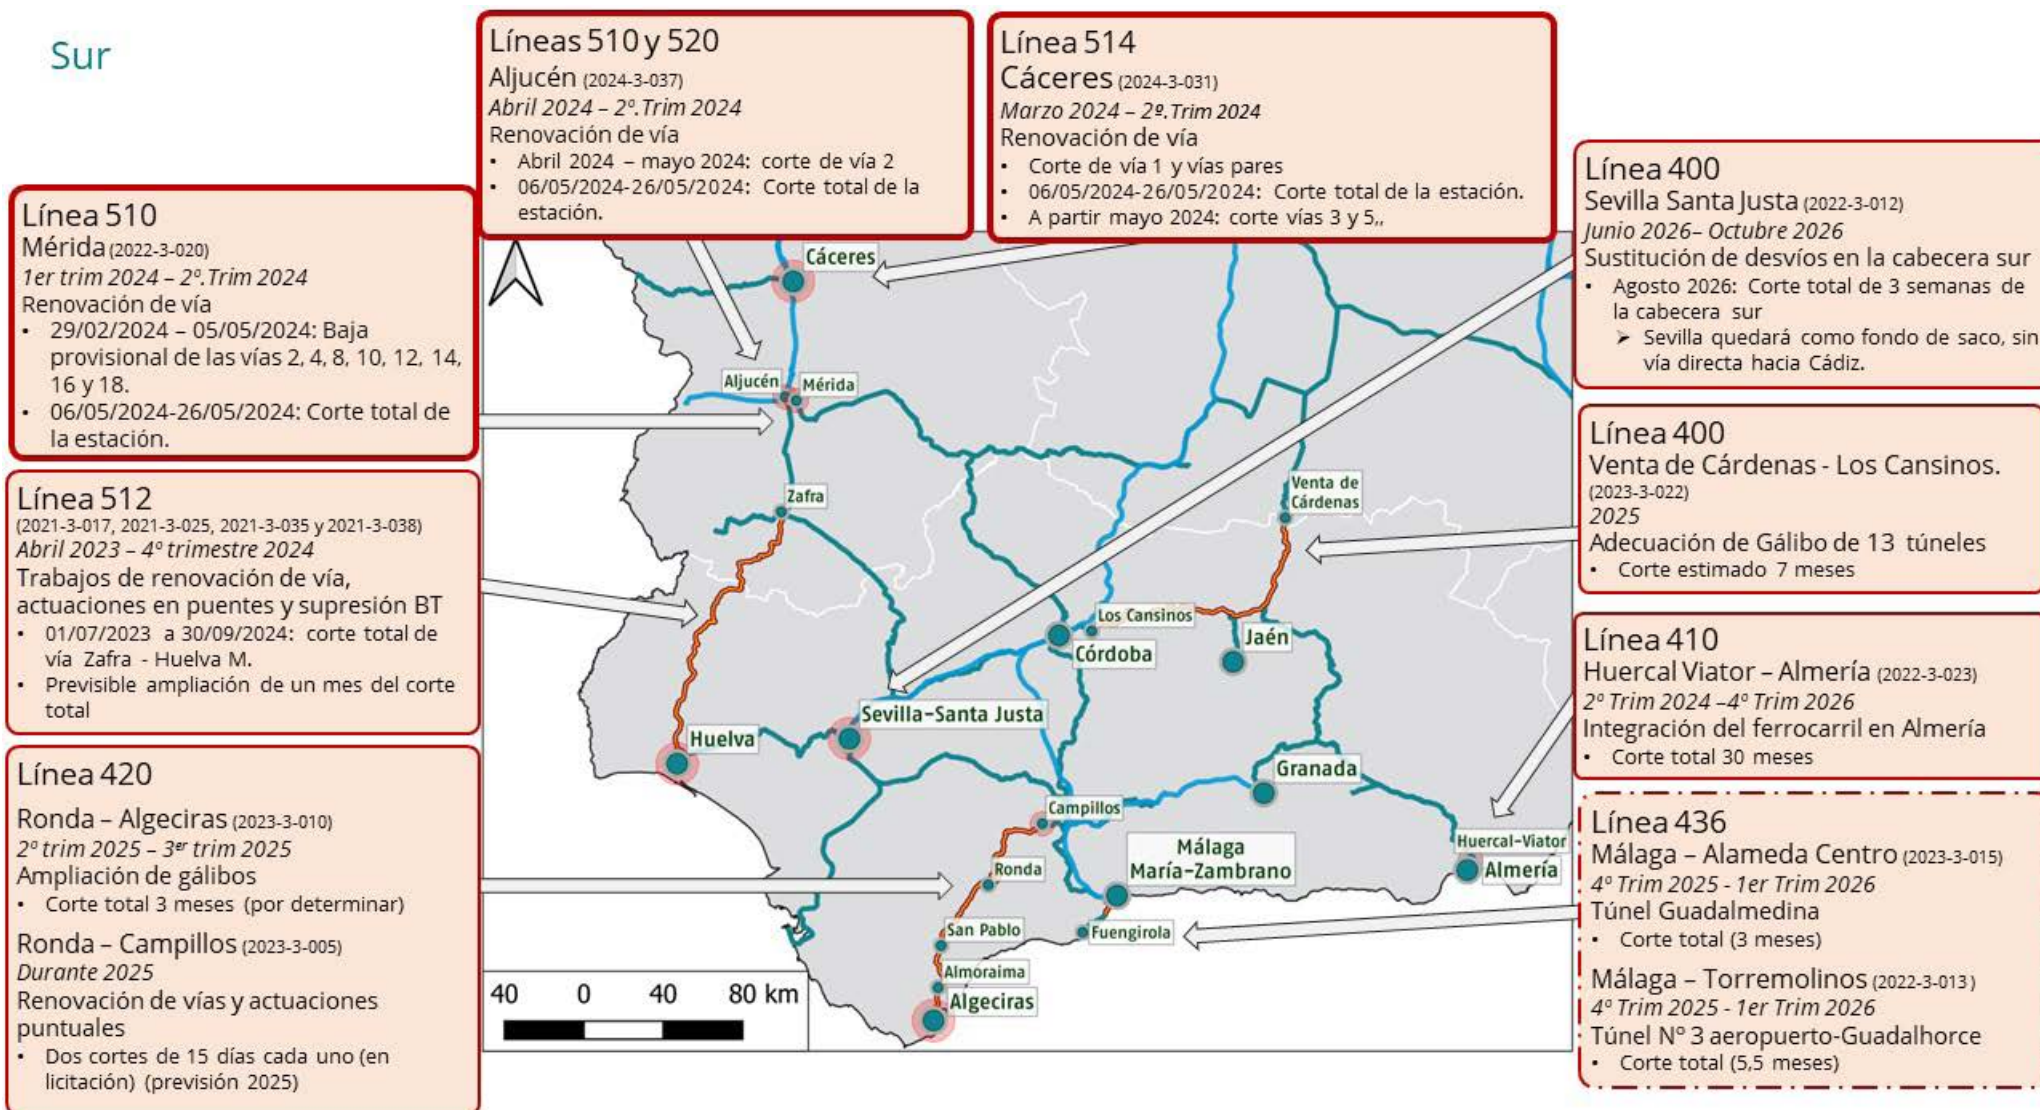 Sur
Líneas 510 y 520
Aljucén (2024-3-037)
Abril 2024 – 2º.Trim 2024
Renovación de vía
• Abril 2024 – mayo 2024: corte de vía 2
• 06/05/2024-26/05/2024: Corte total de la
estación.
Línea 514
Cáceres (2024-3-031)
Marzo 2024 – 2º.Trim 2024
Renovación de vía
• Corte de vía 1 y vías pares
• 06/05/2024-26/05/2024: Corte total de la estación.
• A partir mayo 2024: corte vías 3 y 5,,
Línea 510
Mérida (2022-3-020)
1er trim 2024 – 2º.Trim 2024
Renovación de vía
• 29/02/2024 – 05/05/2024: Baja
provisional de las vías 2, 4, 8, 10, 12, 14,
16 y 18.
• 06/05/2024-26/05/2024: Corte total de
la estación.
Línea 512
(2021-3-017, 2021-3-025, 2021-3-035 y 2021-3-038)
Abril 2023 – 4º trimestre 2024
Trabajos de renovación de vía,
actuaciones en puentes y supresión BT
• 01/07/2023 a 30/09/2024: corte total de
vía Zafra - Huelva M.
• Previsible ampliación de un mes del corte
total
Línea 420
Ronda – Algeciras (2023-3-010)
2º trim 2025 – 3er trim 2025
Ampliación de gálibos
• Corte total 3 meses (por determinar)
Ronda – Campillos (2023-3-005)
Durante 2025
Renovación de vías y actuaciones
puntuales
• Dos cortes de 15 días cada uno (en
licitación) (previsión 2025)
Cáceres
Aljucén
Mérida
Zafra
Venta de
Cárdenas
Los Cansinos
Córdoba
Jaén
Sevilla-Santa Justa
Huelva
Granada
Campillos
Málaga
María-Zambrano
Huercal-Viator
Almería
Ronda
San Pablo
Fuengirola
Almoraima
Algeciras
40 0 40 80 km
Línea 400
Sevilla Santa Justa (2022-3-012)
Junio 2026– Octubre 2026
Sustitución de desvíos en la cabecera sur
• Agosto 2026: Corte total de 3 semanas de
la cabecera sur
➤ Sevilla quedará como fondo de saco, sin
vía directa hacia Cádiz.
Línea 400
Venta de Cárdenas - Los Cansinos.
(2023-3-022)
2025
Adecuación de Gálibo de 13 túneles
• Corte estimado 7 meses
Línea 410
Huercal Viator – Almería (2022-3-023)
2º Trim 2024 –4º Trim 2026
Integración del ferrocarril en Almería
• Corte total 30 meses
Línea 436
Málaga – Alameda Centro (2023-3-015)
4º Trim 2025 - 1er Trim 2026
Túnel Guadalmedina
• Corte total (3 meses)
Málaga – Torremolinos (2022-3-013 )
4º Trim 2025 - 1er Trim 2026
Túnel Nº 3 aeropuerto-Guadalhorce
• Corte total (5,5 meses)